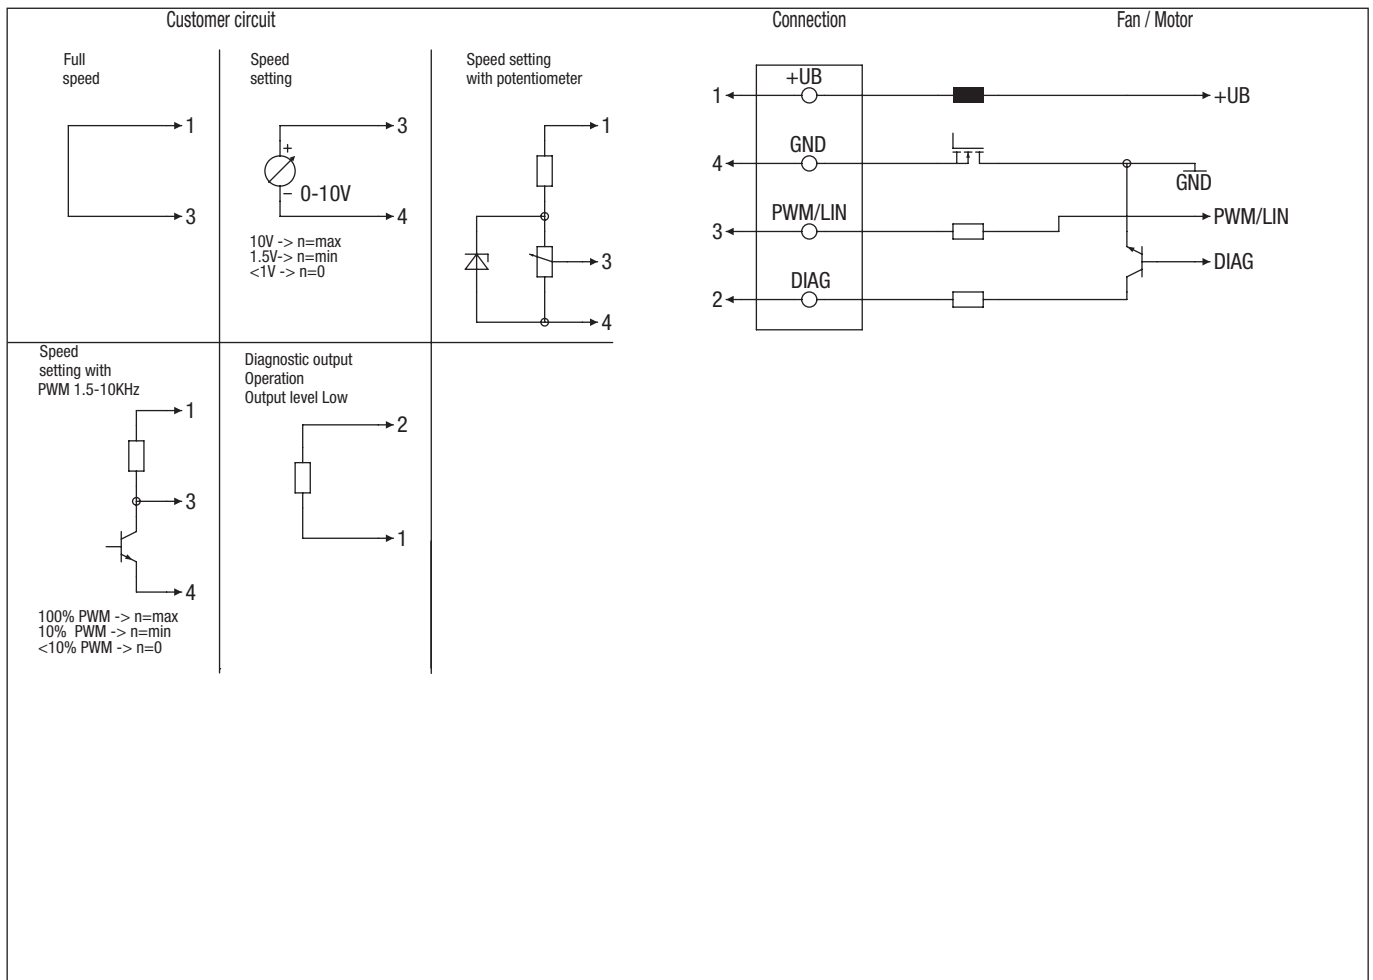 Customer circuit
Connection
Fan / Motor
Full
speed
1
3
Speed
setting
3
+
− 0-10V
4
10V -> n=max
1.5V-> n=min
<1V -> n=0
Speed setting
with potentiometer
1
3
4
Speed
setting with
PWM 1.5-10KHz
1
3
4
100% PWM -> n=max
10% PWM -> n=min
<10% PWM -> n=0
Diagnostic output
Operation
Output level Low
2
1
+UB
1
+UB
GND
4
GND
PWM/LIN
3
PWM/LIN
DIAG
DIAG
2